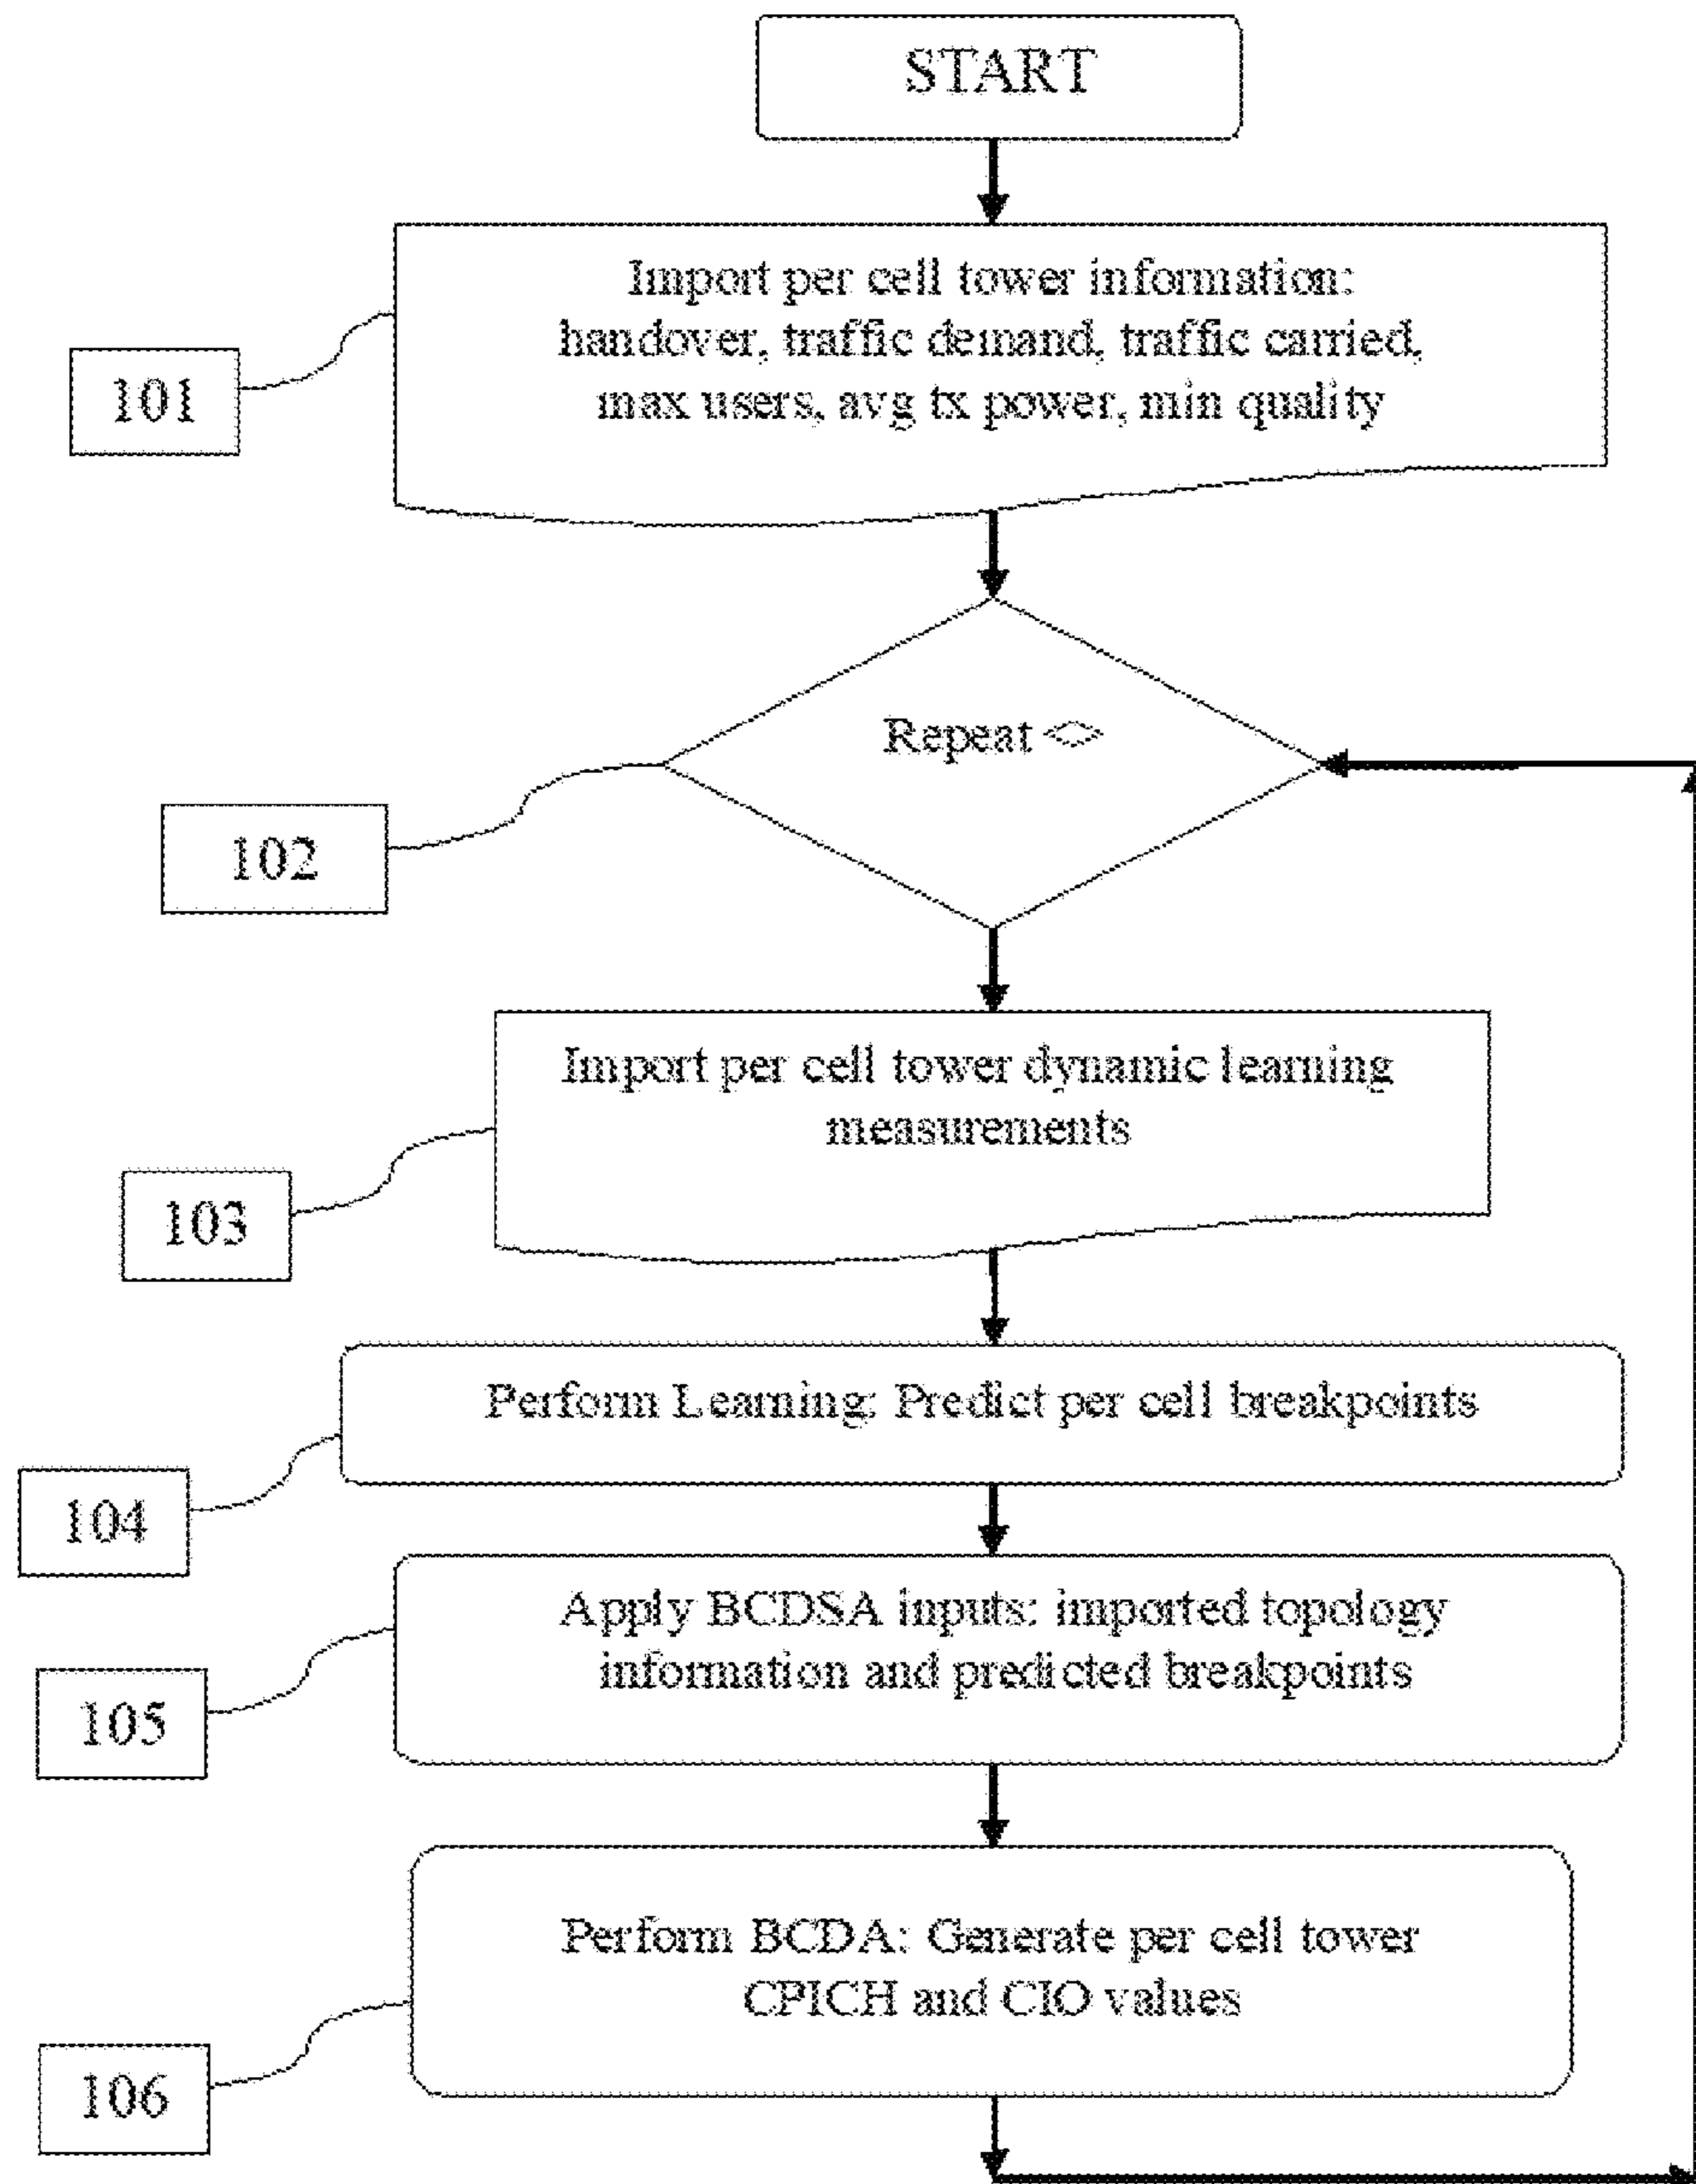 START
Import per cell tower information:
handover, traffic demand, traffic carried,
max users, avg tx power, min quality
101
Repeat <>
102
Import per cell tower dynamic learning
measurements
103
Perform Learning: Predict per cell breakpoints
104
Apply BCDSA inputs: imported topology
information and predicted breakpoints
105
Perform BCDA: Generate per cell tower
CPICH and CIO values
106